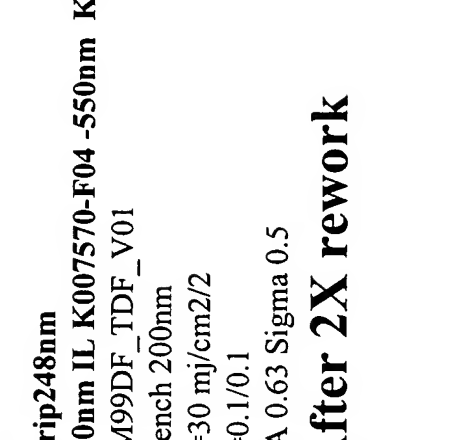 rip248nm
0nm IL K007570-F04 -550nm K
M99DF_TDF_V01
ench 200nm
=30 mj/cm2/2
=0.1/0.1
A 0.63 Sigma 0.5
fter 2X rework